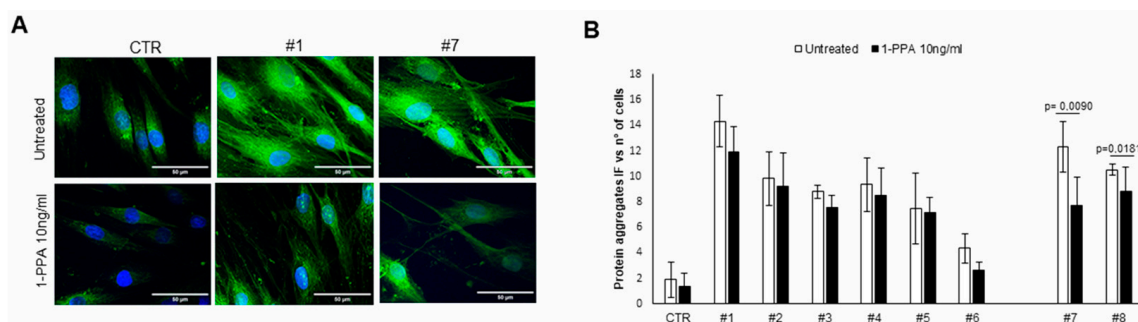 A
CTR
#1
#7
Untreated
50 µm
50 µm
50 µm
1-PPA 10ng/ml
50 µm
50 µm
50 µm
B
Untreated
1-PPA 10ng/ml
Protein aggregates IF vs n° of cells
18
16
14
12
10
8
6
4
2
0
p= 0.0090
p=0.0181
CTR
#1
#2
#3
#4
#5
#6
#7
#8